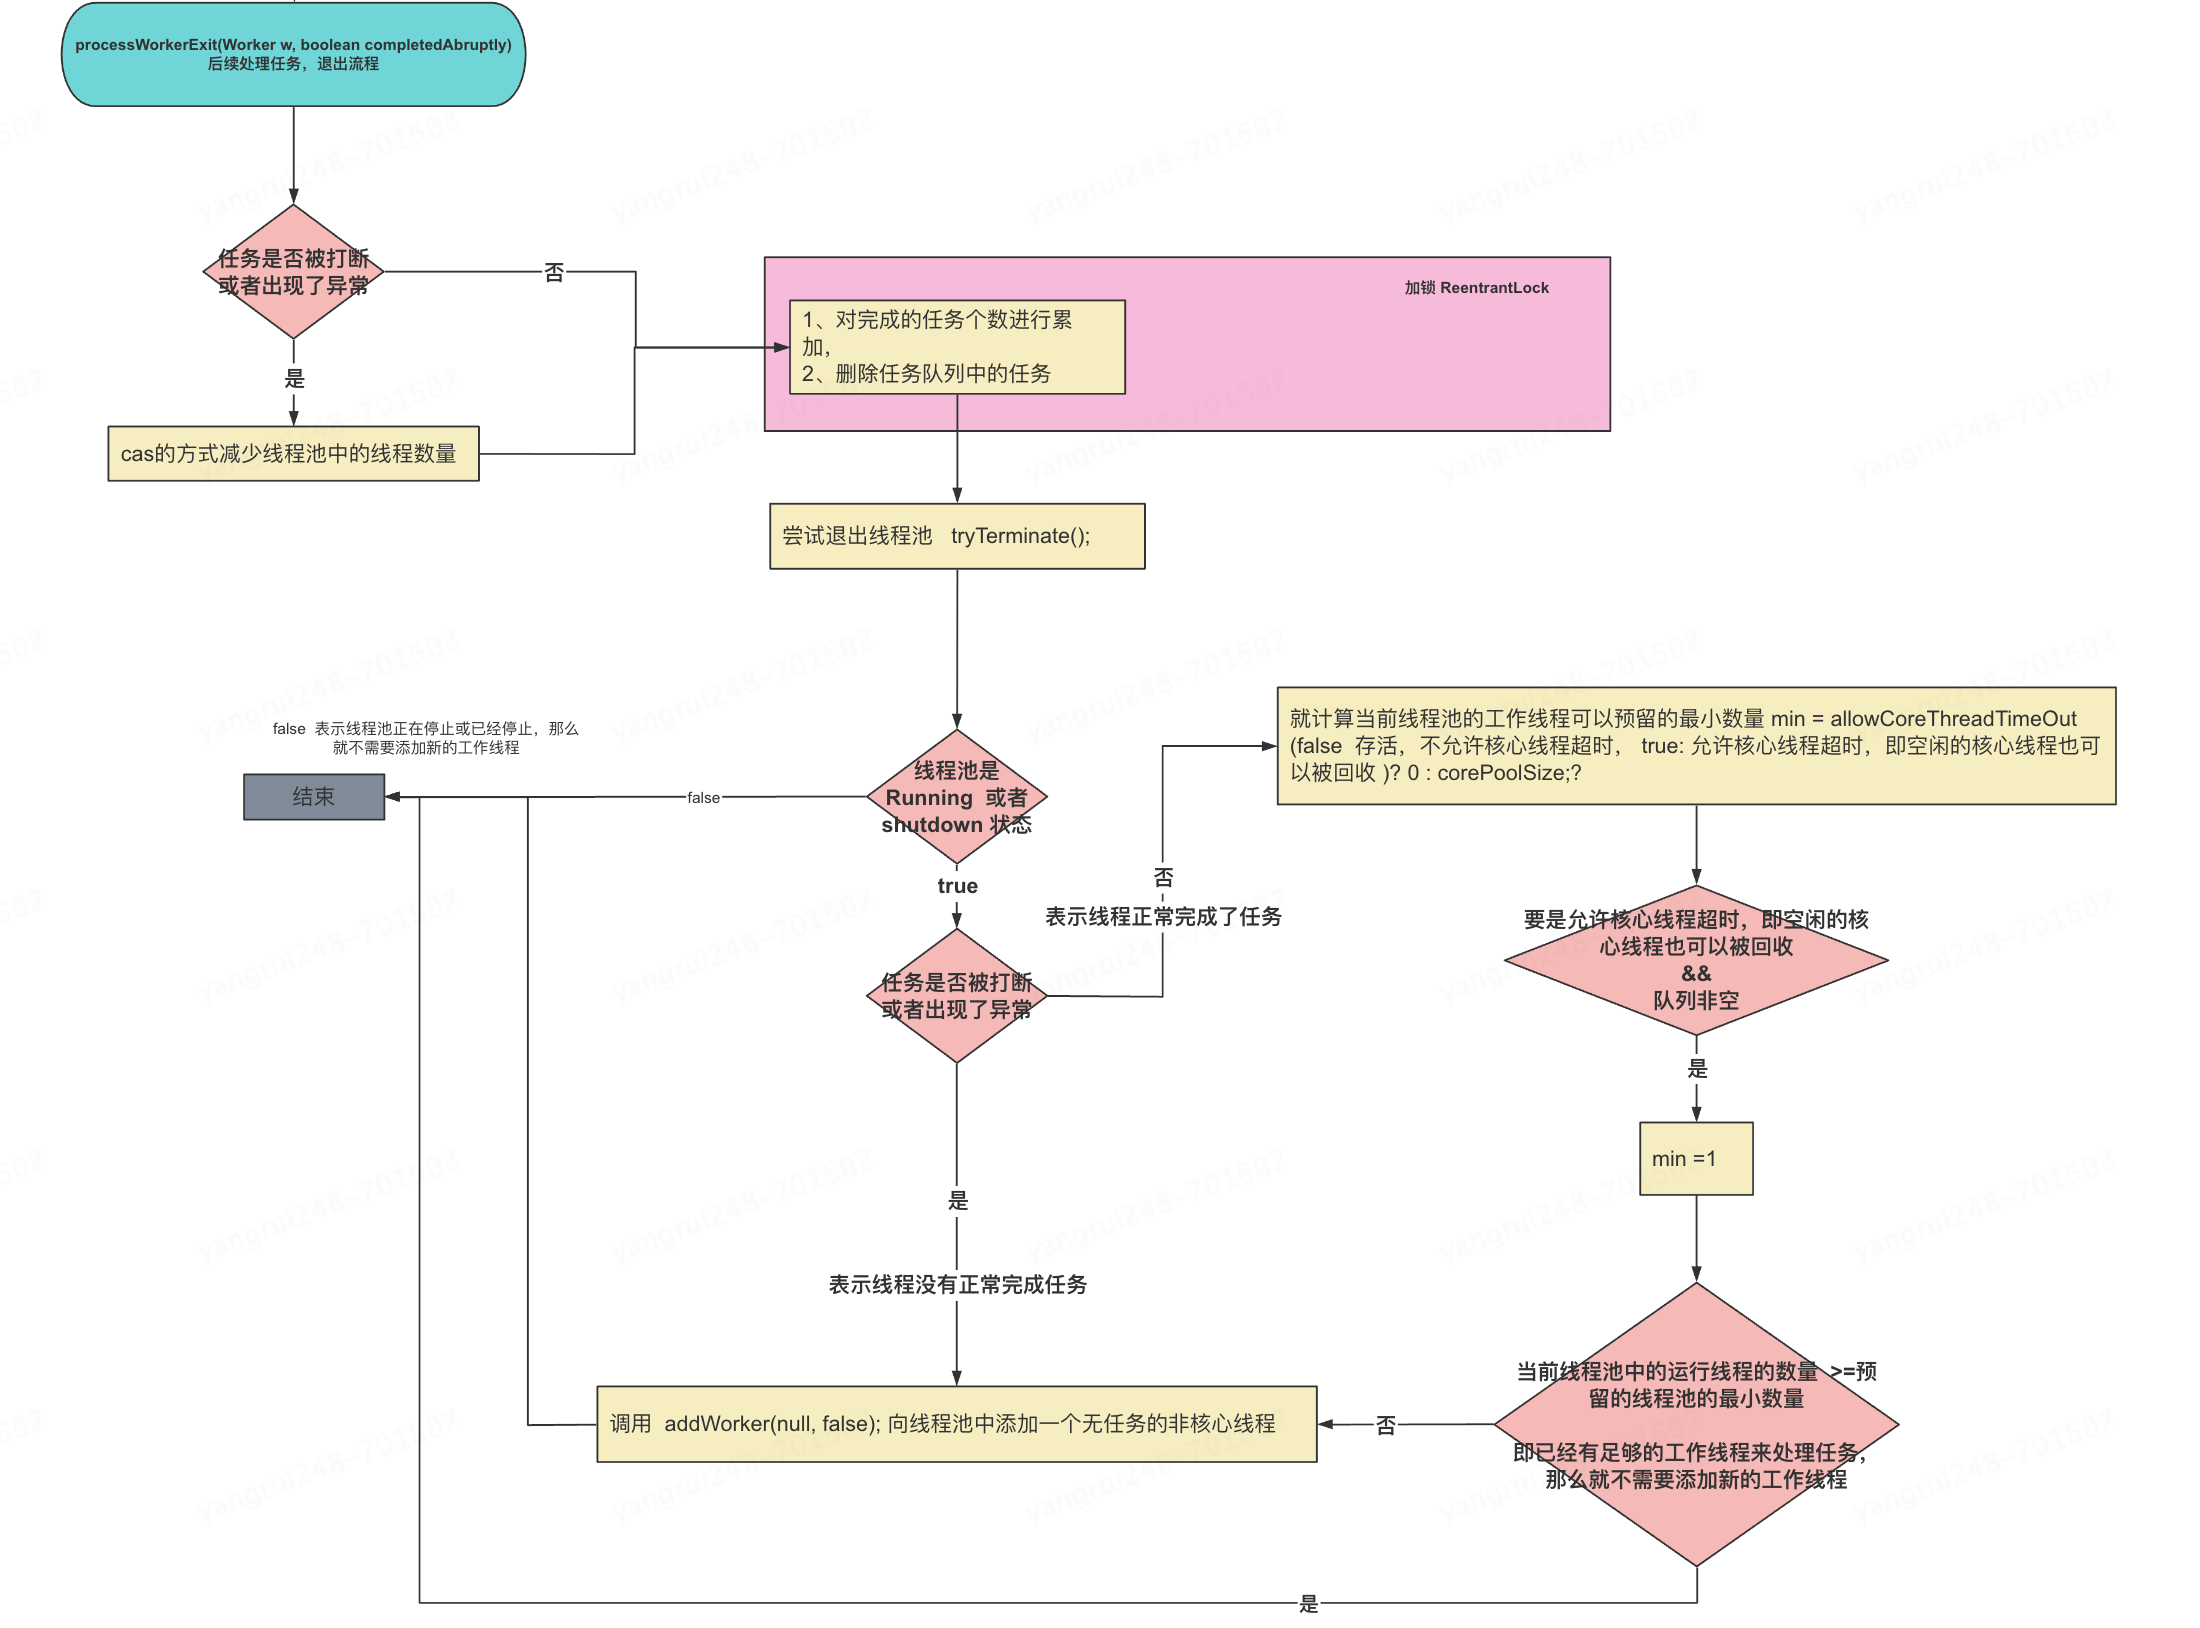 processWorkerExit(Worker w, boolean completedAbruptly)
后续处理任务，退出流程
任务是否被打断
或者出现了异常
否
是
cas的方式减少线程池中的线程数量
加锁 ReentrantLock
1、对完成的任务个数进行累
加，
2、删除任务队列中的任务
尝试退出线程池 tryTerminate();
false 表示线程池正在停止或已经停止，那么
就不需要添加新的工作线程
结束
false
线程池是
Running 或者
shutdown 状态
true
任务是否被打断
或者出现了异常
否
表示线程正常完成了任务
就计算当前线程池的工作线程可以预留的最小数量 min = allowCoreThreadTimeOut
(false 存活，不允许核心线程超时， true: 允许核心线程超时，即空闲的核心线程也可
以被回收 )? 0 : corePoolSize;?
要是允许核心线程超时，即空闲的核
心线程也可以被回收
&&
队列非空
是
min =1
是
表示线程没有正常完成任务
调用 addWorker(null, false); 向线程池中添加一个无任务的非核心线程
否
当前线程池中的运行线程的数量 >=预
留的线程池的最小数量
即已经有足够的工作线程来处理任务，
那么就不需要添加新的工作线程
是
yangrui248-701502